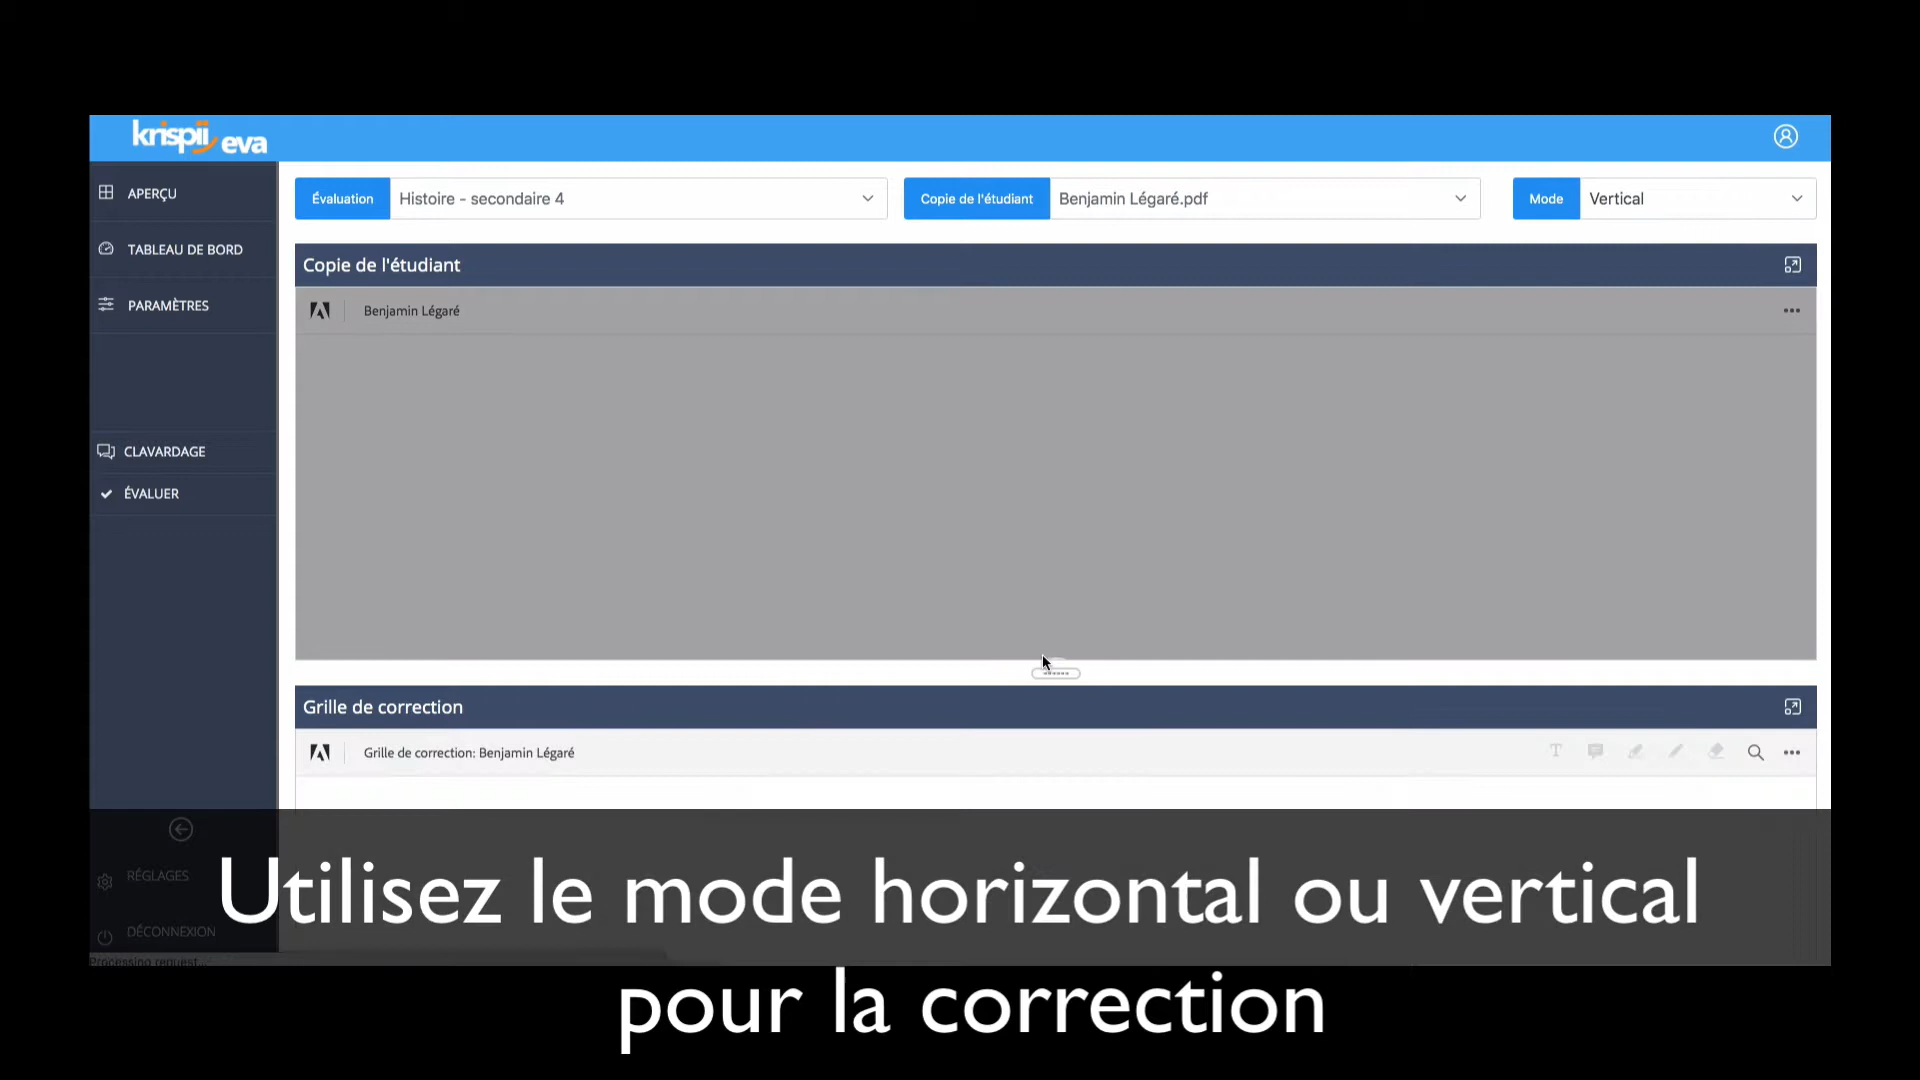 krispii eva
APERÇU
TABLEAU DE BORD
PARAMÈTRES
CLAVARDAGE
ÉVALUER
RÉGLAGES
DÉCONNEXION
Évaluation Histoire - secondaire 4 Copie de l'étudiant Benjamin Légaré.pdf Mode Vertical
Copie de l'étudiant
Benjamin Légaré
Grille de correction
Grille de correction: Benjamin Légaré
T
Processing request...
Utilisez le mode horizontal ou vertical
pour la correction